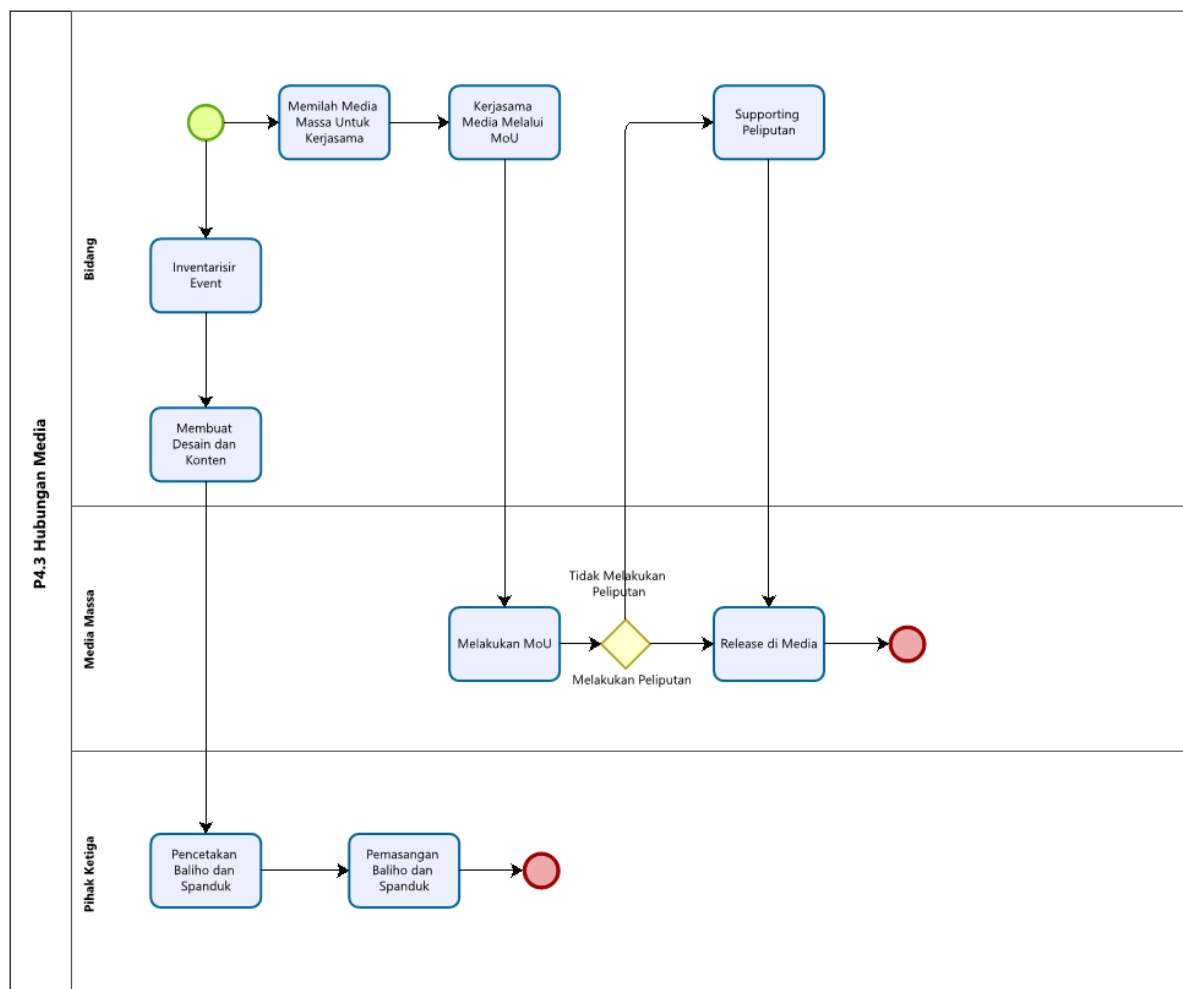 P4.3 Hubungan Media
Bidang
Memilah Media
Massa Untuk
Kerjasama
Kerjasama
Media Melalui
MoU
Supporting
Peliputan
Inventarisir
Event
Membuat
Desain dan
Konten
Media Massa
Tidak Melakukan
Peliputan
Melakukan MoU
Release di Media
Melakukan Peliputan
Pihak Ketiga
Pencetakan
Baliho dan
Spanduk
Pemasangan
Baliho dan
Spanduk